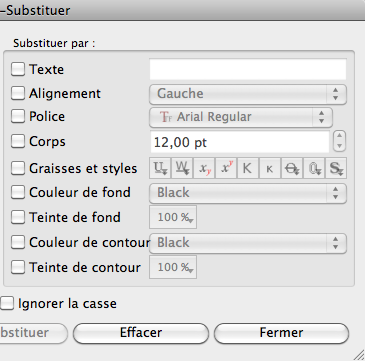 -Substituer
Substituer par :
Texte
Alignement Gauche
Police Arial Regular
Corps 12,00 pt
Graisses et styles U W xy xy K K O O S
Couleur de fond Black
Teinte de fond 100 %
Couleur de contour Black
Teinte de contour 100 %
Ignorer la casse
bstituer Effacer Fermer